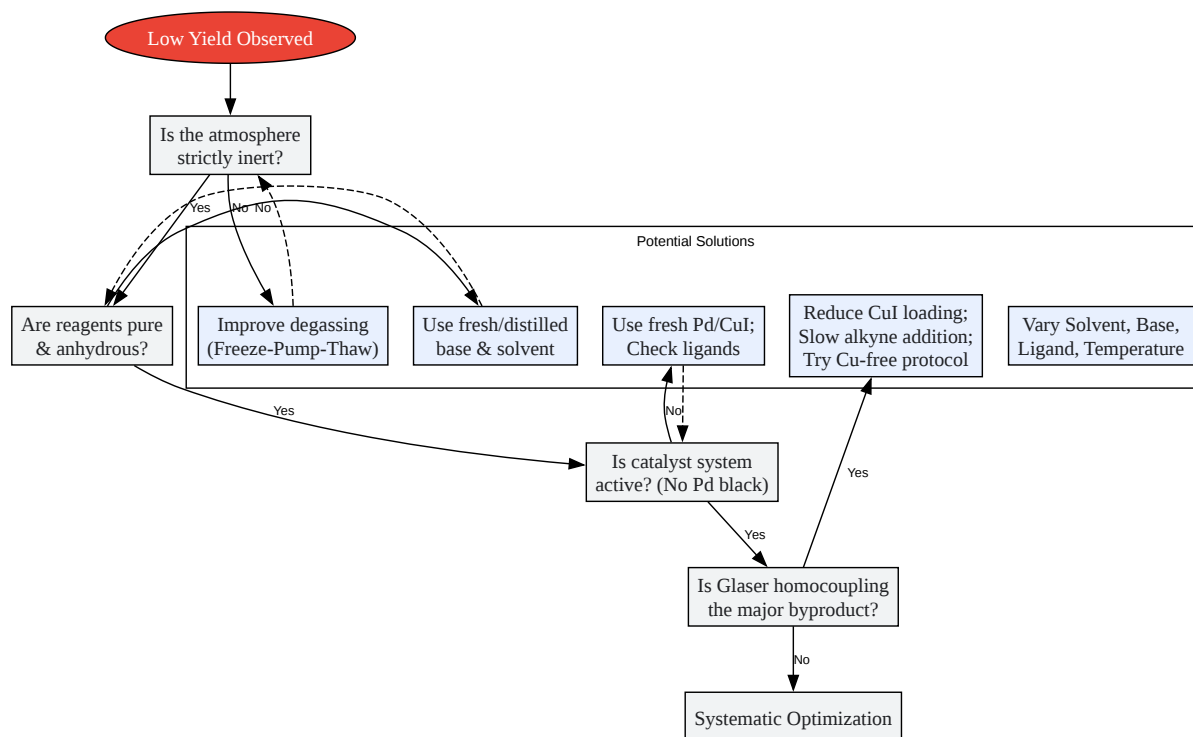 Low Yield Observed
Is the atmosphere
strictly inert?
Yes
No
No
Potential Solutions
Are reagents pure
& anhydrous?
Improve degassing
(Freeze-Pump-Thaw)
Use fresh/distilled
base & solvent
Use fresh Pd/CuI;
Check ligands
Reduce CuI loading;
Slow alkyne addition;
Try Cu-free protocol
Vary Solvent, Base,
Ligand, Temperature
Yes
No
Is catalyst system
active? (No Pd black)
Yes
Yes
Is Glaser homocoupling
the major byproduct?
No
Systematic Optimization